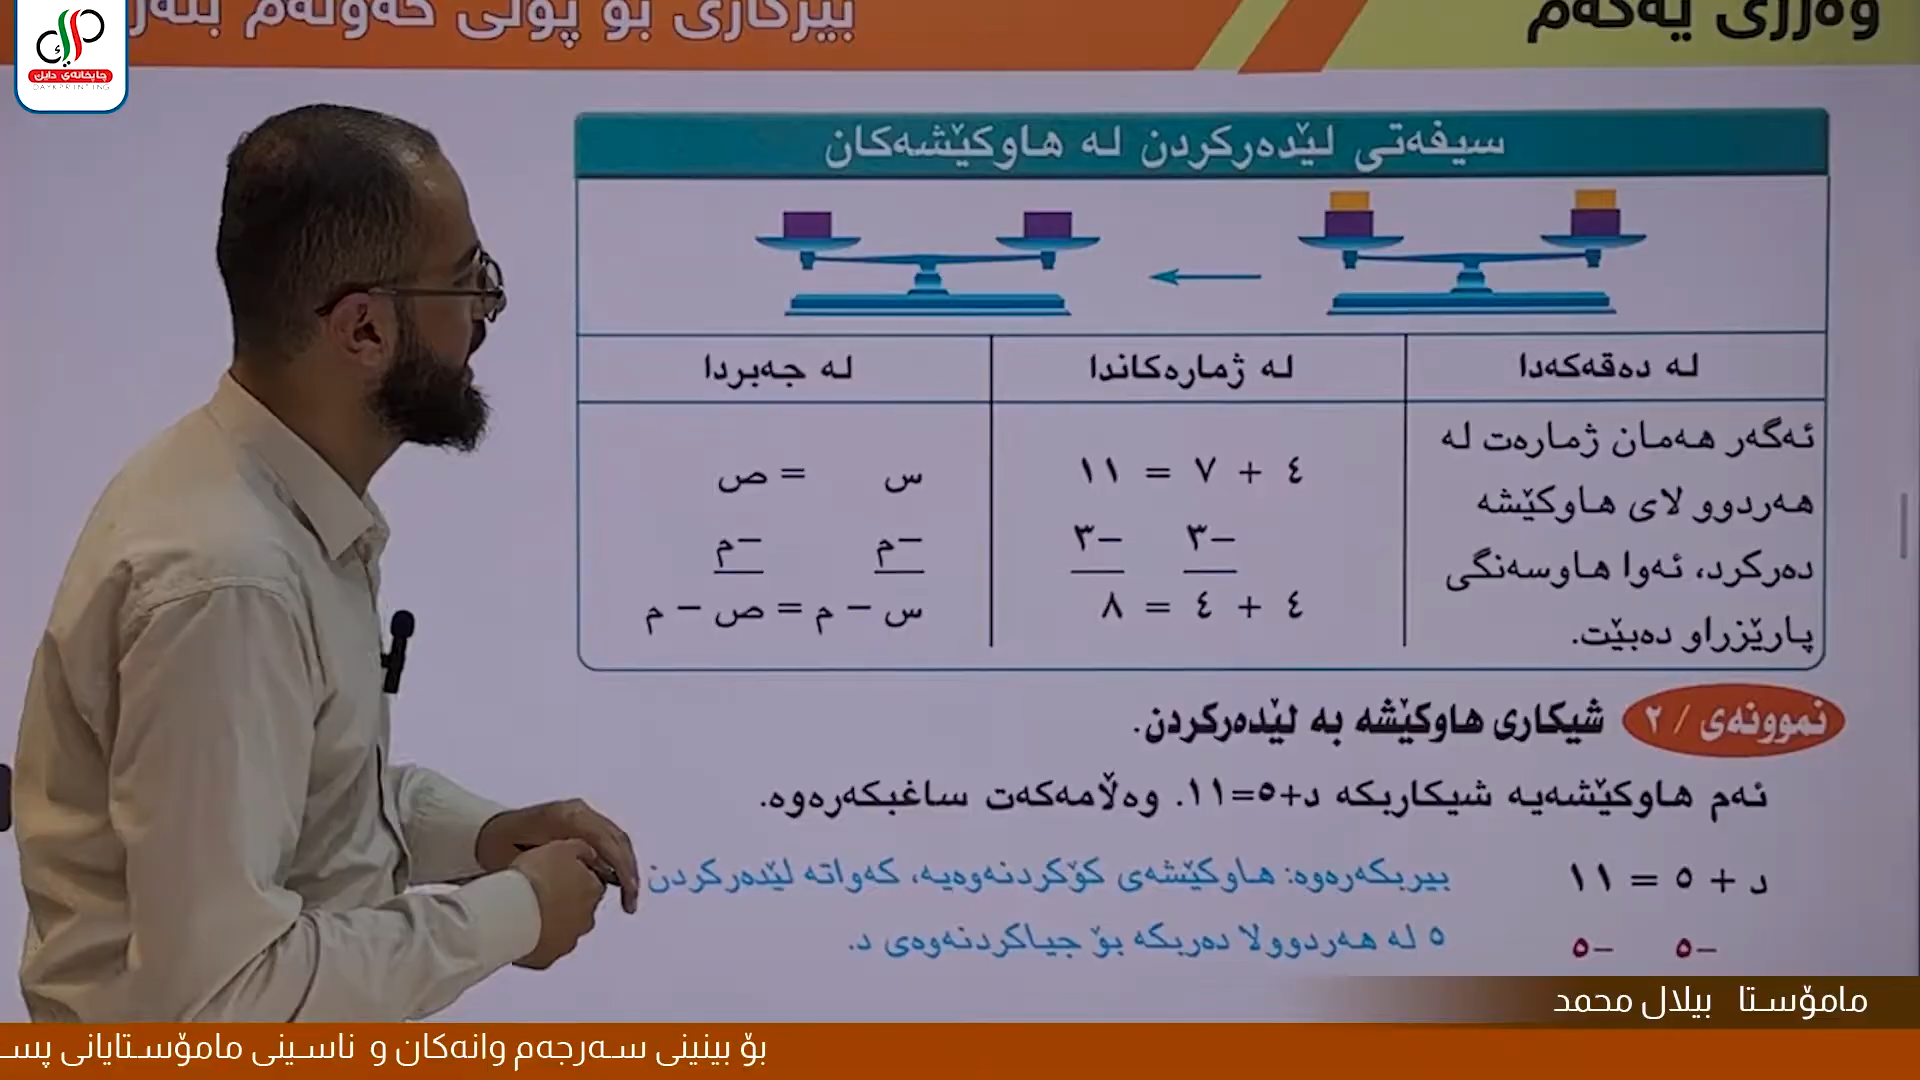 وەرزی یەکەم
بیرکاری بۆ پۆلی حەوتەم بنەڕ
چاپخانەی دایک
DAYKPRINTING
سیفەتی لێدەرکردن لە هاوکێشەکان
لە دەقەکەدا
لە ژمارەکاندا
لە جەبردا
ئەگەر هەمان ژمارەت لە
هەردوو لای هاوکێشە
دەرکرد، ئەوا هاوسەنگی
پارێزراو دەبێت.
٤ + ٧ = ١١
−٣ −٣
٤ + ٤ = ٨
س = ص
−م −م
س − م = ص − م
نموونەی / ٢ شیکاری هاوکێشە بە لێدەرکردن.
ئەم هاوکێشەیە شیکاربکە د+٥=١١. وەڵامەکەت ساغبکەرەوە.
د + ٥ = ١١ بیربکەرەوە: هاوکێشەی کۆکردنەوەیە، کەواتە لێدەرکردن
−٥ −٥ ٥ لە هەردوولا دەربکە بۆ جیاکردنەوەی د.
مامۆستا بیلال محمد
بۆ بینینی سەرجەم وانەکان و ناسینی مامۆستایانی پسـ